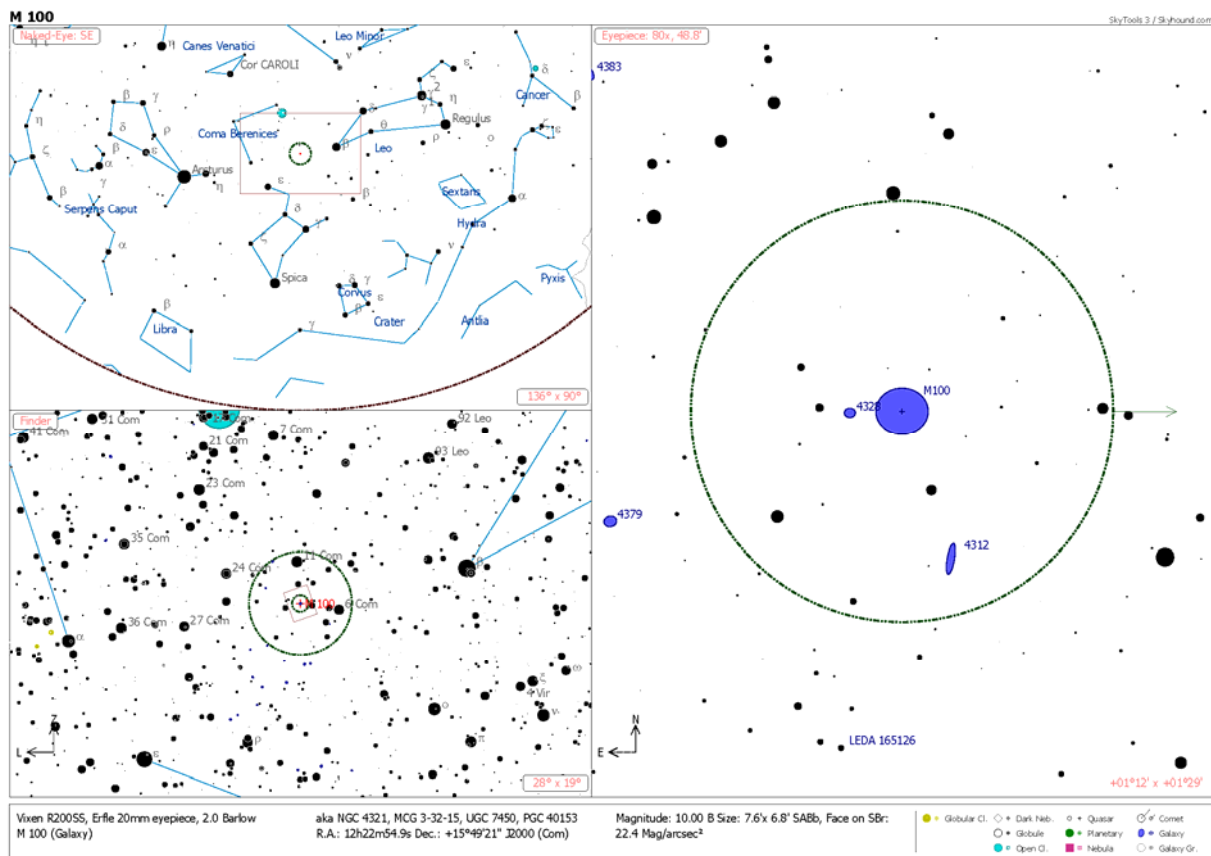 M 100
SkyTools 3 / Skyhound.com
Naked-Eye: SE
Canes Venatici
Leo Minor
Cor CAROLI
Cancer
Coma Berenices
Regulus
Leo
Arcturus
Sextans
Serpens Caput
Hydra
Spica
Pyxis
Corvus
Libra
Crater
Antlia
136° x 90°
Finder
31 Com
7 Com
92 Leo
41 Com
21 Com
93 Leo
23 Com
35 Com
11 Com
24 Com
M 100
6 Com
36 Com
27 Com
α
β
ξ
ω
4 Vir
ο
ν
Z
ρ
π
L
ε
28° x 19°
Eyepiece: 80x, 48.8'
4383
M100
4328
4379
4312
N
E
LEDA 165126
+01°12' x +01°29'
Vixen R200SS, Erfle 20mm eyepiece, 2.0 Barlow
M 100 (Galaxy)
aka NGC 4321, MCG 3-32-15, UGC 7450, PGC 40153
R.A.: 12h22m54.9s Dec.: +15°49'21" J2000 (Com)
Magnitude: 10.00 B Size: 7.6'x 6.8' SABb, Face on SBr:
22.4 Mag/arcsec²
Globular Cl.
Dark Neb.
Quasar
Comet
Globule
Planetary
Galaxy
Open Cl.
Nebula
Galaxy Gr.